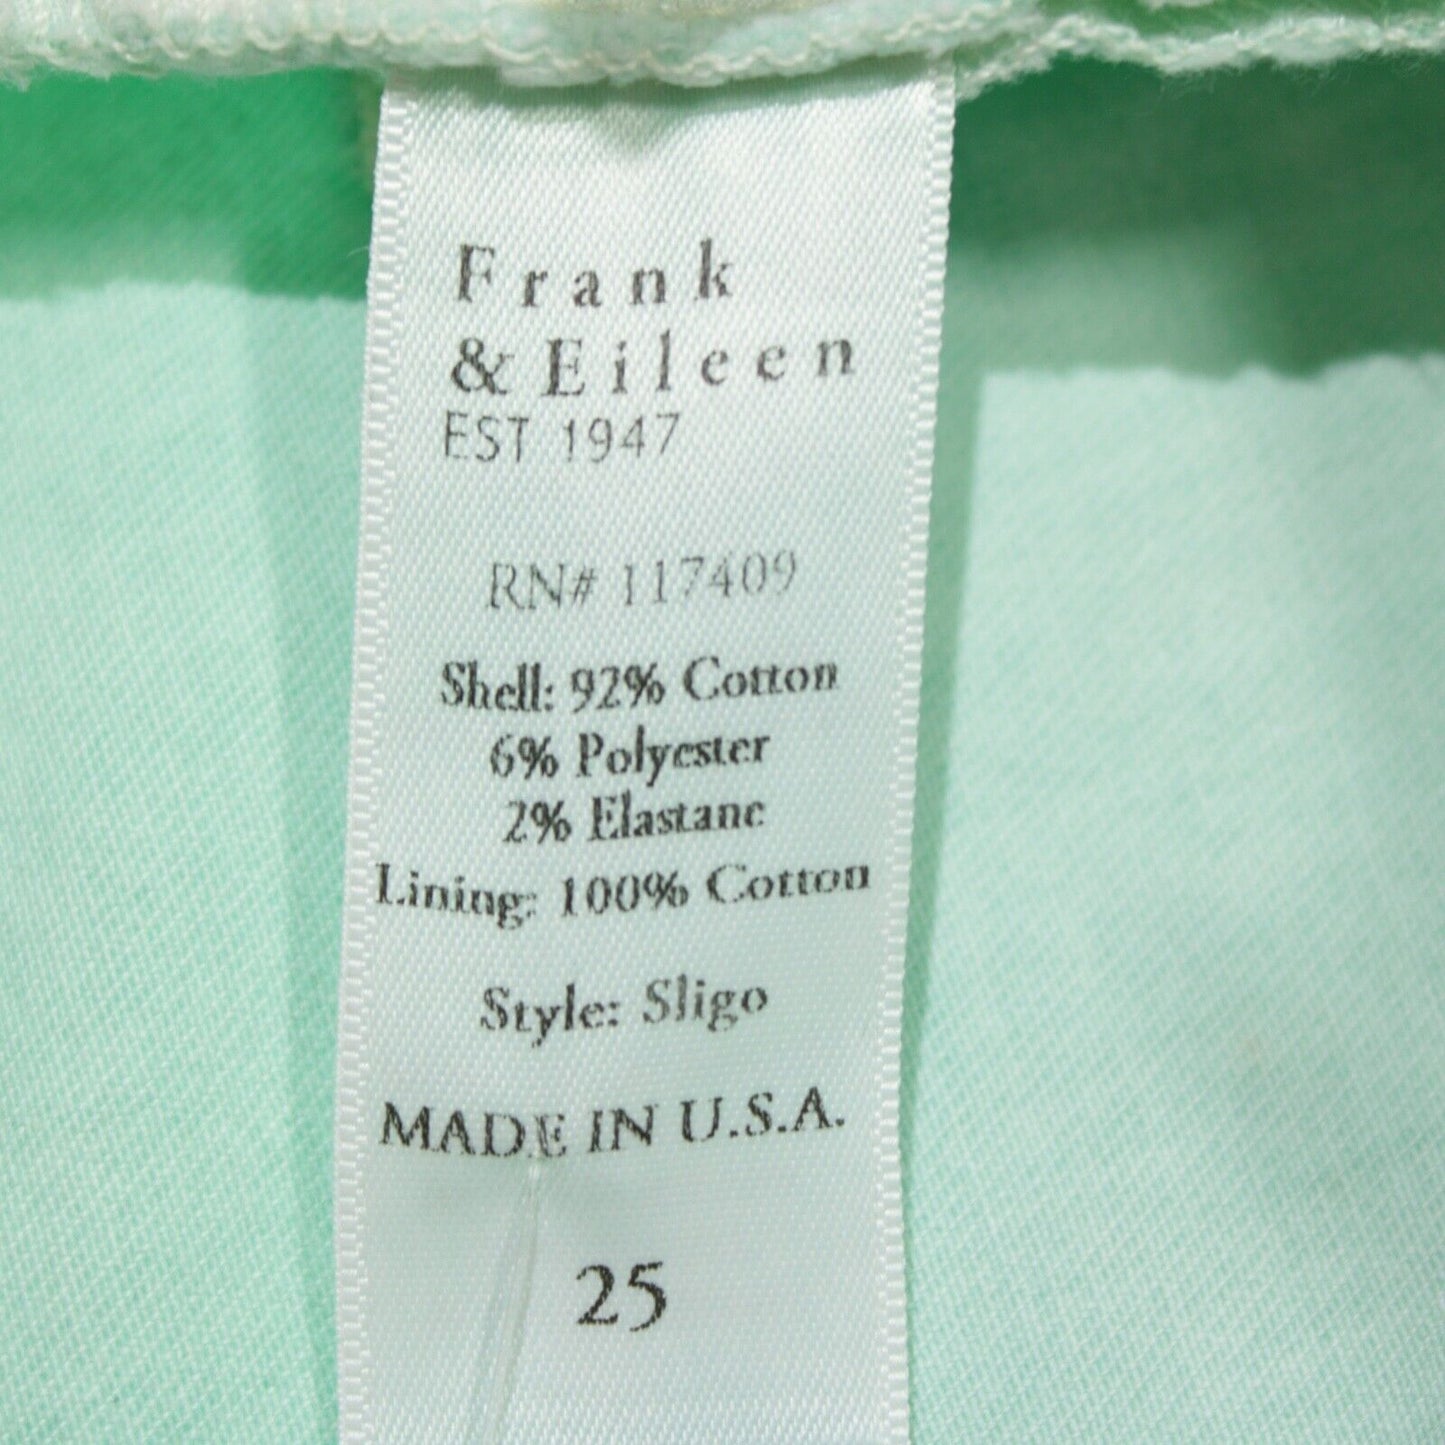 Frank
& Eileen
EST 1947
RN# 117409
Shell: 92% Cotton
6% Polyester
2% Elastane
Lining: 100% Cotton
Style: Sligo
MADE IN U.S.A.
25